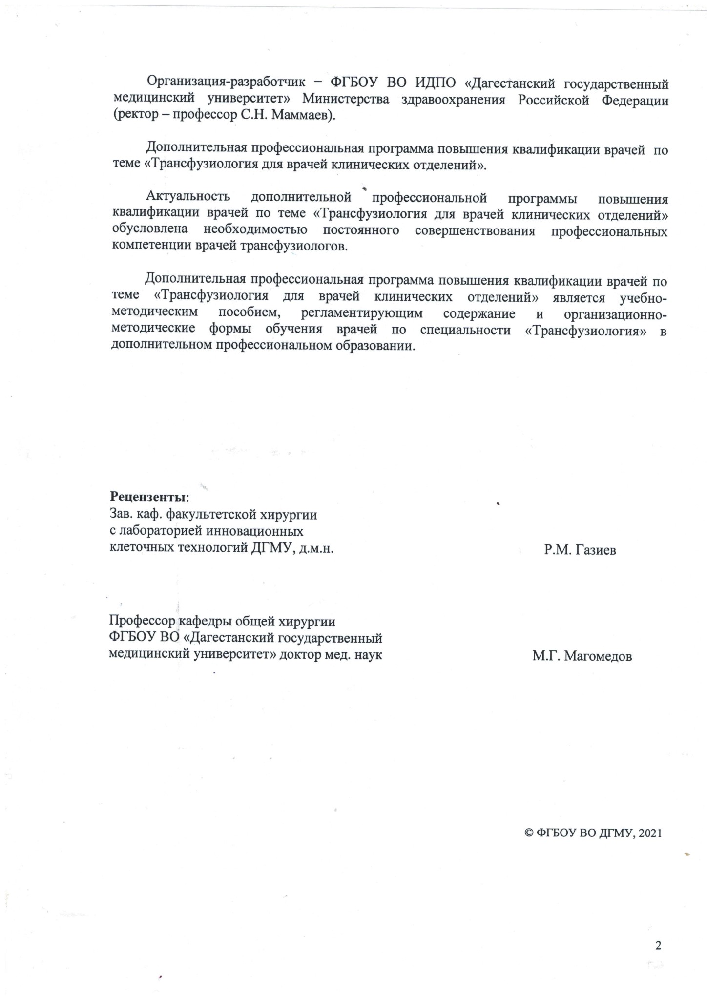 Организация-разработчик – ФГБОУ ВО ИДПО «Дагестанский государственный
медицинский университет» Министерства здравоохранения Российской Федерации
(ректор – профессор С.Н. Маммаев).
Дополнительная профессиональная программа повышения квалификации врачей по
теме «Трансфузиология для врачей клинических отделений».
Актуальность дополнительной профессиональной программы повышения
квалификации врачей по теме «Трансфузиология для врачей клинических отделений»
обусловлена необходимостью постоянного совершенствования профессиональных
компетенции врачей трансфузиологов.
Дополнительная профессиональная программа повышения квалификации врачей по
теме «Трансфузиология для врачей клинических отделений» является учебно-
методическим пособием, регламентирующим содержание и организационно-
методические формы обучения врачей по специальности «Трансфузиология» в
дополнительном профессиональном образовании.
Рецензенты:
Зав. каф. факультетской хирургии
с лабораторией инновационных
клеточных технологий ДГМУ, д.м.н. Р.М. Газиев
Профессор кафедры общей хирургии
ФГБОУ ВО «Дагестанский государственный
медицинский университет» доктор мед. наук М.Г. Магомедов
© ФГБОУ ВО ДГМУ, 2021
2